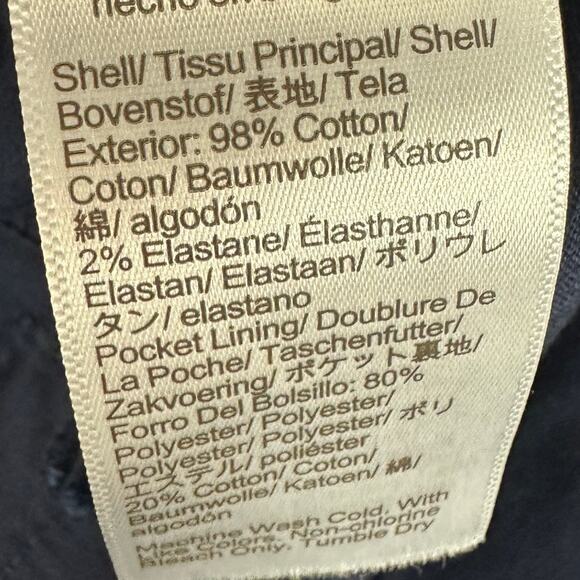 hecho en
Shell/ Tissu Principal/ Shell/
Bovenstof/ 表地/ Tela
Exterior: 98% Cotton/
Coton/ Baumwolle/ Katoen/
綿/ algodón
2% Elastane/ Élasthanne/
Elastan/ Elastaan/ ポリウレ
タン/ elastano
Pocket Lining/ Doublure De
La Poche/ Taschenfutter/
Zakvoering/ ポケット裏地/
Forro Del Bolsillo: 80%
Polyester/ Polyester/
Polyester/ Polyester/ ポリ
エステル/ poliéster
20% Cotton/ Coton/
Baumwolle/ Katoen/ 綿/
algodón
Machine Wash Cold. With
Like Colors. Non-chlorine
Bleach Only. Tumble Dry